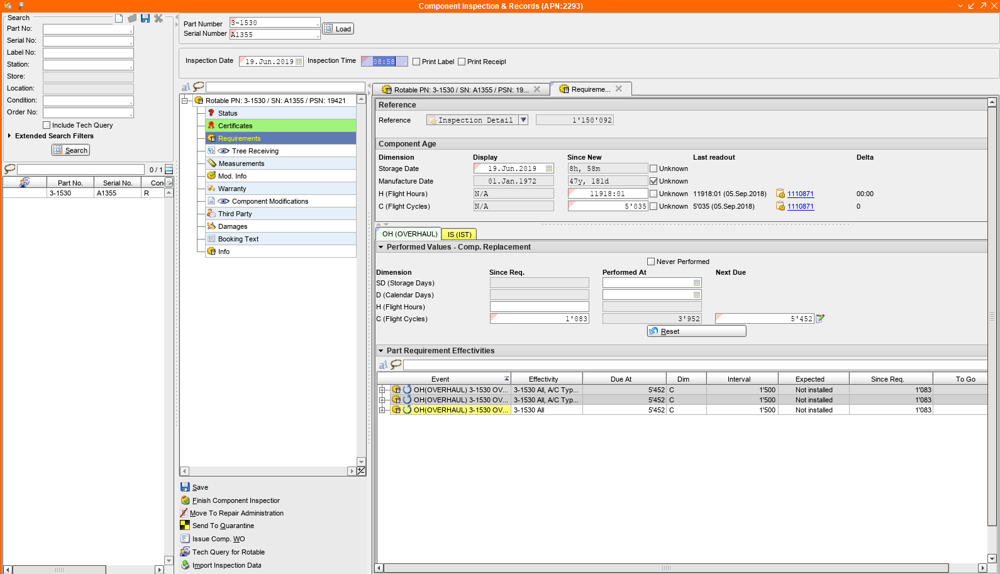 Component Inspection & Records (APN:2293)
Search
Part No:
Serial No:
Label No:
Station:
Store:
Location:
Condition:
Order No:
Include Tech Query
Extended Search Filters
Search
0 / 1
Part No. Serial No. Con
3-1530 A1355 R
Part Number 3-1530
Serial Number A1355
Load
Inspection Date 19.Jun.2019 Inspection Time 08:58 Print Label Print Receipt
Rotable PN: 3-1530 / SN: A1355 / PSN: 19421
Status
Certificates
Requirements
Tree Receiving
Measurements
Mod. Info
Warranty
Component Modifications
Third Party
Damages
Booking Text
Info
Save
Finish Component Inspection
Move To Repair Administration
Send To Quarantine
Issue Comp. WO
Tech Query for Rotable
Import Inspection Data
Rotable PN: 3-1530 / SN: A1355 / PSN: 19... Requireme...
Reference
Reference Inspection Detail 1'150'092
Component Age
Dimension Display Since New Last readout Delta
Storage Date 19.Jun.2019 8h, 58m Unknown
Manufacture Date 01.Jan.1972 47y, 181d Unknown
H (Flight Hours) N/A 11918:01 Unknown 11918:01 (05.Sep.2018) 1110871 00:00
C (Flight Cycles) N/A 5'035 Unknown 5'035 (05.Sep.2018) 1110871 0
OH (OVERHAUL) IS (IST)
Performed Values - Comp. Replacement
Never Performed
Dimension Since Req. Performed At Next Due
SD (Storage Days)
D (Calendar Days)
H (Flight Hours)
C (Flight Cycles) 1'083 3'952 5'452
Reset
Part Requirement Effectivities
Event Effectivity Due At Dim Interval Expected Since Req. To Go
OH(OVERHAUL) 3-1530 OV... 3-1530 All, A/C Typ... 5'452 C 1'500 Not installed 1'083
OH(OVERHAUL) 3-1530 OV... 3-1530 All, A/C Typ... 5'452 C 1'500 Not installed 1'083
OH(OVERHAUL) 3-1530 OV... 3-1530 All 5'452 C 1'500 Not installed 1'083